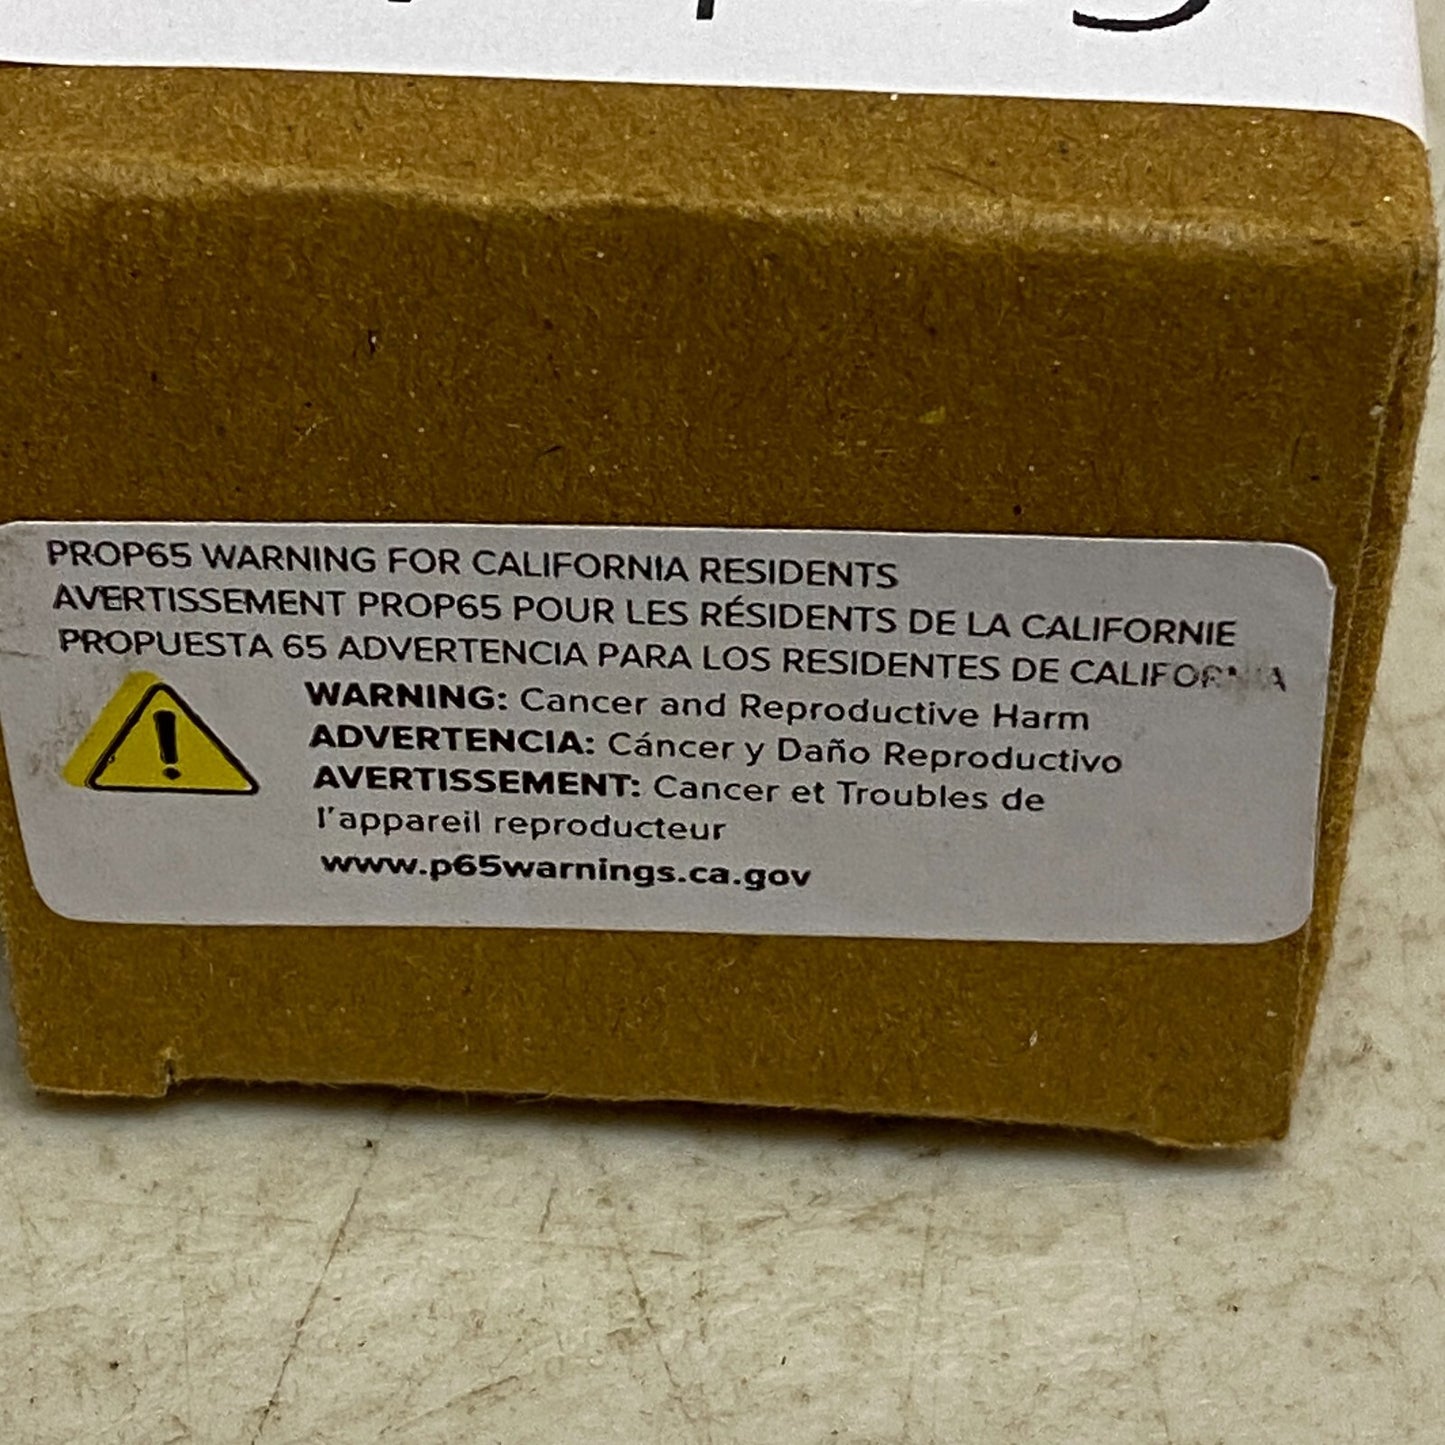 PROP65 WARNING FOR CALIFORNIA RESIDENTS
AVERTISSEMENT PROP65 POUR LES RÉSIDENTS DE LA CALIFORNIE
PROPUESTA 65 ADVERTENCIA PARA LOS RESIDENTES DE CALIFORNIA
WARNING: Cancer and Reproductive Harm
ADVERTENCIA: Cáncer y Daño Reproductivo
AVERTISSEMENT: Cancer et Troubles de
l'appareil reproducteur
www.p65warnings.ca.gov